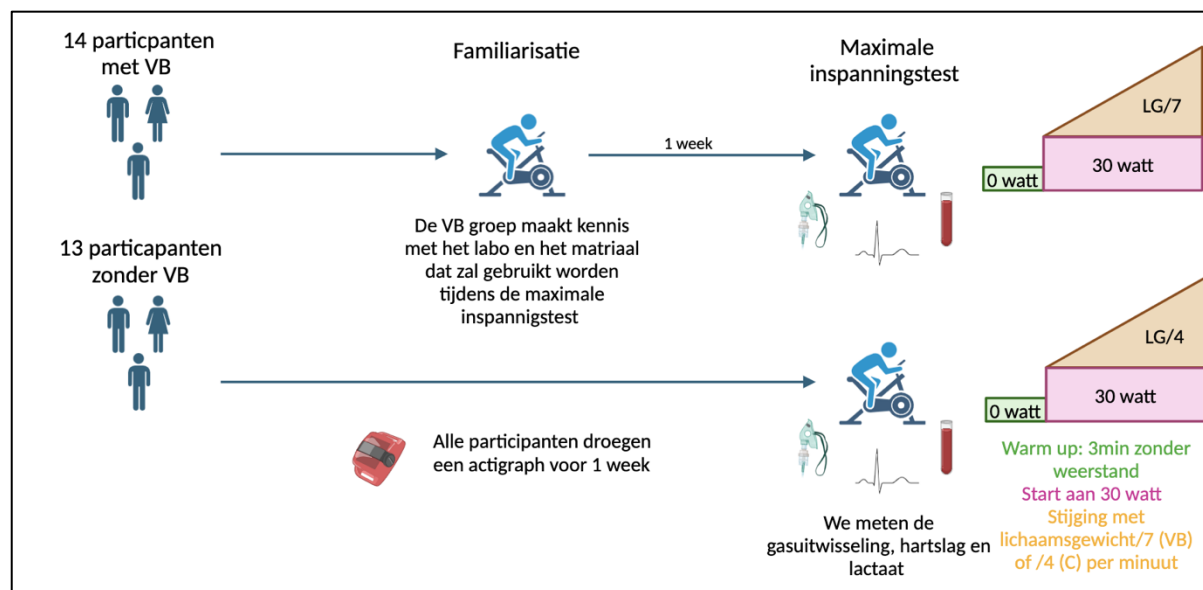 14 particpanten
met VB
Familiarisatie
Maximale
inspanningstest
1 week
LG/7
0 watt
30 watt
De VB groep maakt kennis
met het labo en het matriaal
dat zal gebruikt worden
tijdens de maximale
inspannigstest
13 particapanten
zonder VB
LG/4
0 watt
30 watt
Alle participanten droegen
een actigraph voor 1 week
We meten de
gasuitwisseling, hartslag en
lactaat
Warm up: 3min zonder
weerstand
Start aan 30 watt
Stijging met
lichaamsgewicht/7 (VB)
of /4 (C) per minuut